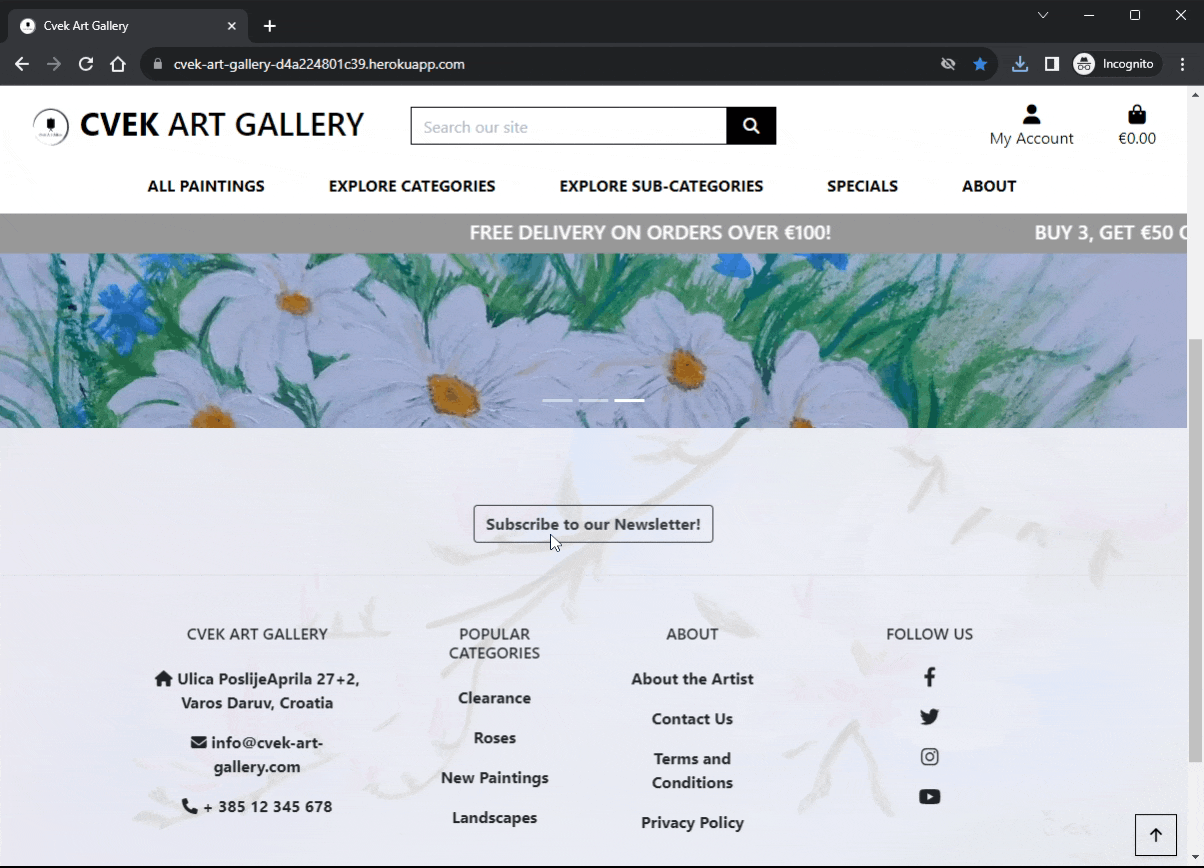 Cvek Art Gallery
cvek-art-gallery-d4a224801c39.herokuapp.com
Incognito
CVEK ART GALLERY
Search our site
My Account
€0.00
ALL PAINTINGS
EXPLORE CATEGORIES
EXPLORE SUB-CATEGORIES
SPECIALS
ABOUT
FREE DELIVERY ON ORDERS OVER €100!
BUY 3, GET €50
Subscribe to our Newsletter!
CVEK ART GALLERY
Ulica PoslijeAprila 27+2,
Varos Daruv, Croatia
info@cvek-art-
gallery.com
+ 385 12 345 678
POPULAR
CATEGORIES
Clearance
Roses
New Paintings
Landscapes
ABOUT
About the Artist
Contact Us
Terms and
Conditions
Privacy Policy
FOLLOW US